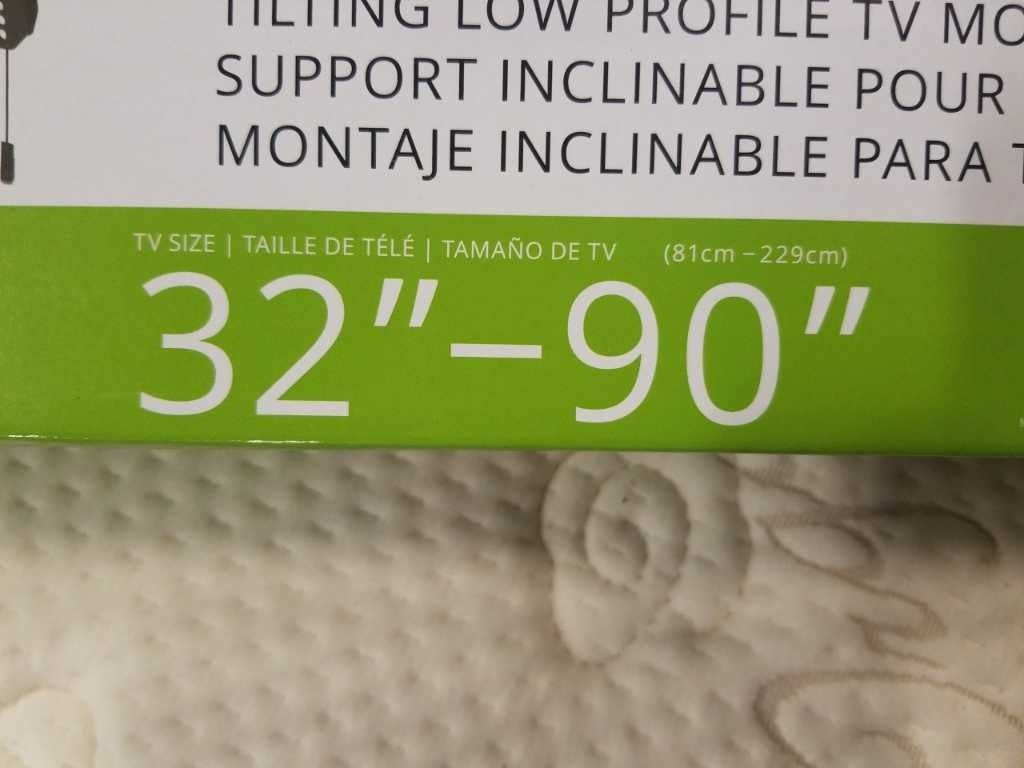 TILTING LOW PROFILE TV
SUPPORT INCLINABLE POUR
MONTAJE INCLINABLE PARA
TV SIZE | TAILLE DE TÉLÉ | TAMAÑO DE TV (81cm – 229cm)
32” – 90”